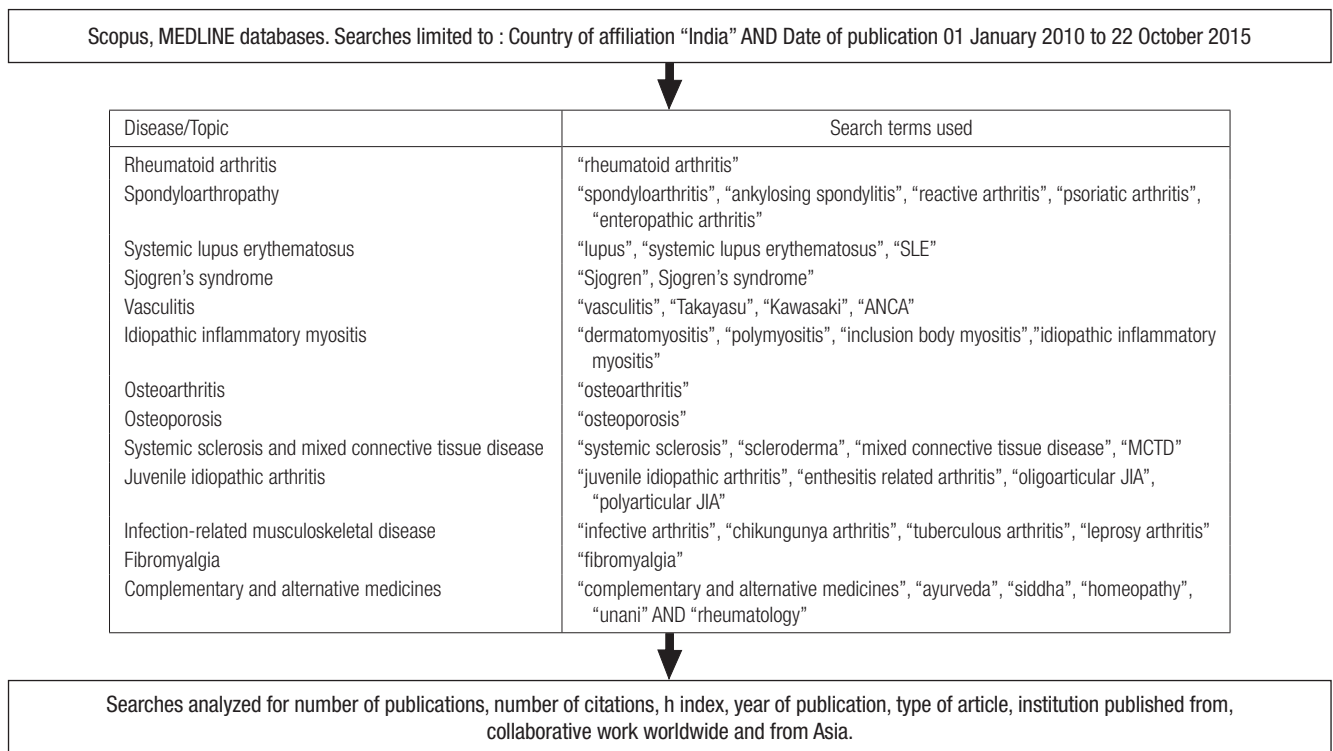 Scopus, MEDLINE databases. Searches limited to : Country of affiliation “India” AND Date of publication 01 January 2010 to 22 October 2015
Disease/Topic Search terms used
Rheumatoid arthritis “rheumatoid arthritis”
Spondyloarthropathy “spondyloarthritis”, “ankylosing spondylitis”, “reactive arthritis”, “psoriatic arthritis”,
“enteropathic arthritis”
Systemic lupus erythematosus “lupus”, “systemic lupus erythematosus”, “SLE”
Sjogren’s syndrome “Sjogren”, Sjogren’s syndrome”
Vasculitis “vasculitis”, “Takayasu”, “Kawasaki”, “ANCA”
Idiopathic inflammatory myositis “dermatomyositis”, “polymyositis”, “inclusion body myositis”,”idiopathic inflammatory
myositis”
Osteoarthritis “osteoarthritis”
Osteoporosis “osteoporosis”
Systemic sclerosis and mixed connective tissue disease “systemic sclerosis”, “scleroderma”, “mixed connective tissue disease”, “MCTD”
Juvenile idiopathic arthritis “juvenile idiopathic arthritis”, “enthesitis related arthritis”, “oligoarticular JIA”,
“polyarticular JIA”
Infection-related musculoskeletal disease “infective arthritis”, “chikungunya arthritis”, “tuberculous arthritis”, “leprosy arthritis”
Fibromyalgia “fibromyalgia”
Complementary and alternative medicines “complementary and alternative medicines”, “ayurveda”, “siddha”, “homeopathy”,
“unani” AND “rheumatology”
Searches analyzed for number of publications, number of citations, h index, year of publication, type of article, institution published from,
collaborative work worldwide and from Asia.